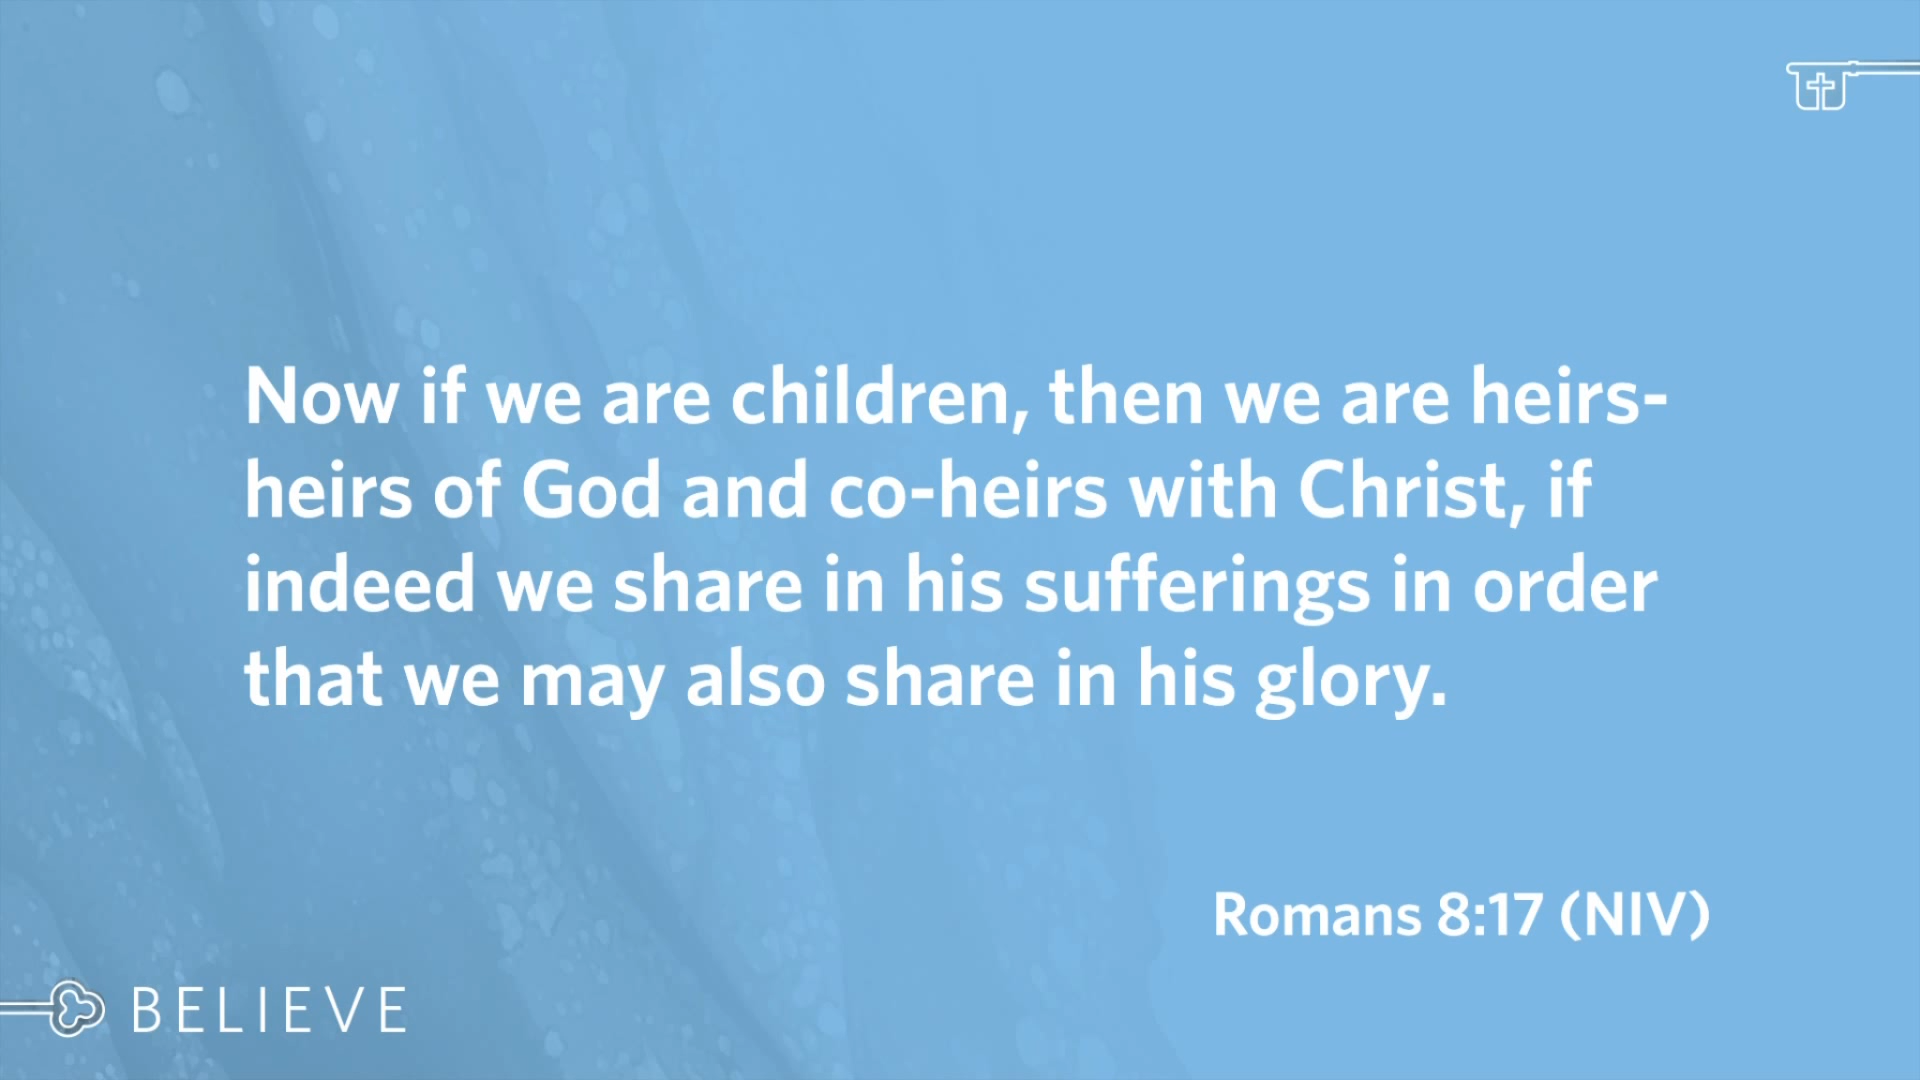 Now if we are children, then we are heirs-
heirs of God and co-heirs with Christ, if
indeed we share in his sufferings in order
that we may also share in his glory.
Romans 8:17 (NIV)
BELIEVE